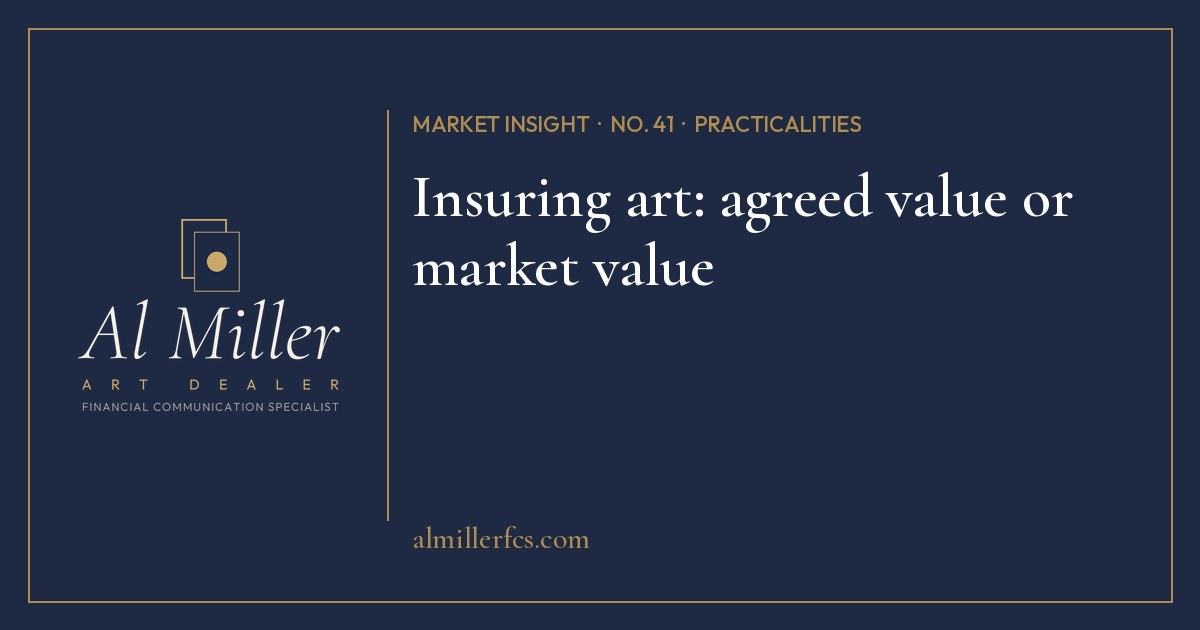 MARKET INSIGHT · NO. 41 · PRACTICALITIES
Insuring art: agreed value or
market value
Al Miller
ART DEALER
FINANCIAL COMMUNICATION SPECIALIST
almillerfcs.com